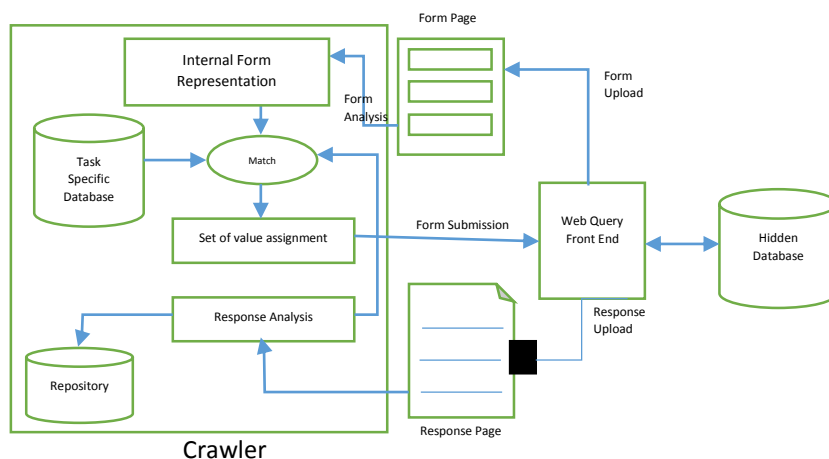 Form Page
Internal Form
Representation
Form
Analysis
Form
Upload
Task
Specific
Database
Match
Set of value assignment
Form Submission
Web Query
Front End
Hidden
Database
Response Analysis
Response
Upload
Repository
Response Page
Crawler